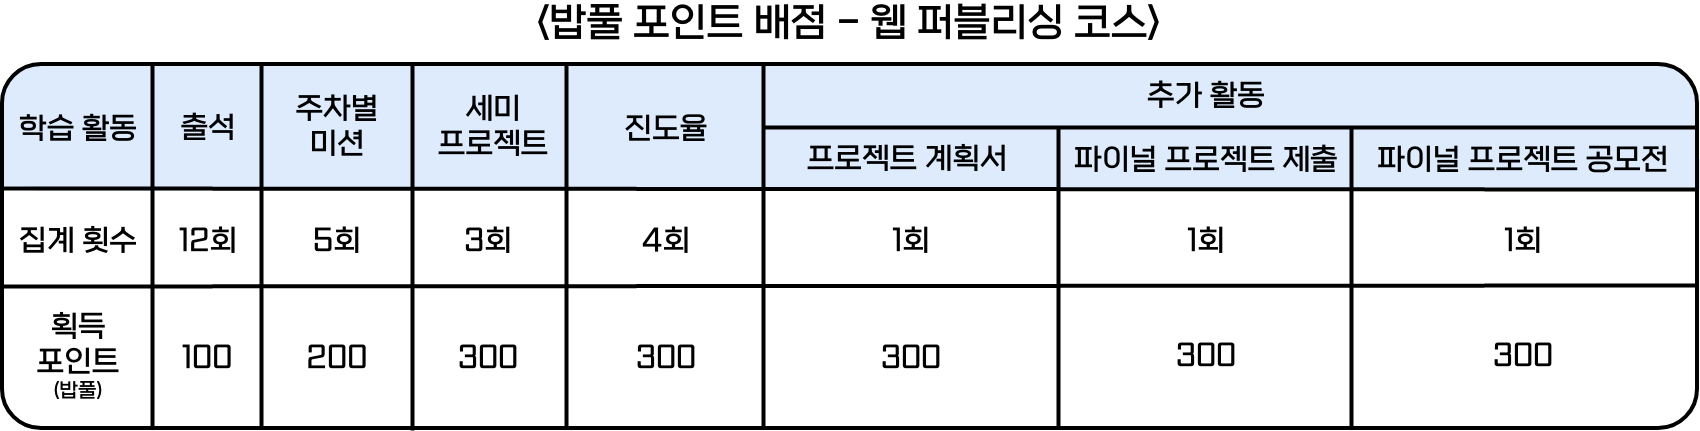 <밥풀 포인트 배점 – 웹 퍼블리싱 코스>
학습 활동 출석 주차별 미션 세미 프로젝트 진도율 추가 활동
프로젝트 계획서 파이널 프로젝트 제출 파이널 프로젝트 공모전
집계 횟수 12회 5회 3회 4회 1회 1회 1회
획득 포인트 (밥풀) 100 200 300 300 300 300 300